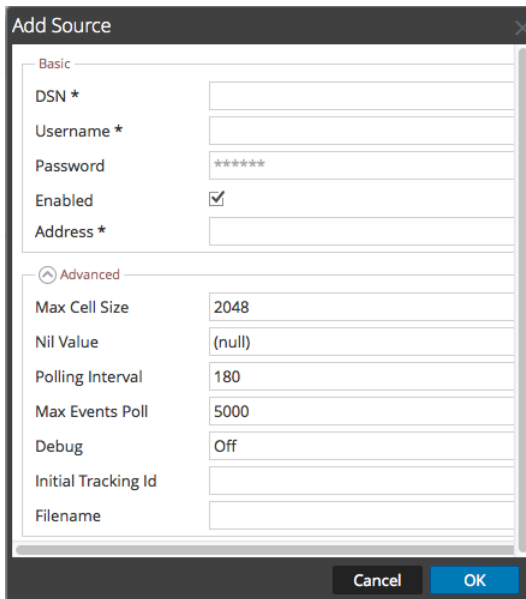 Add Source
Basic
DSN *
Username *
Password ******
Enabled
Address *
Advanced
Max Cell Size 2048
Nil Value (null)
Polling Interval 180
Max Events Poll 5000
Debug Off
Initial Tracking Id
Filename
Cancel OK